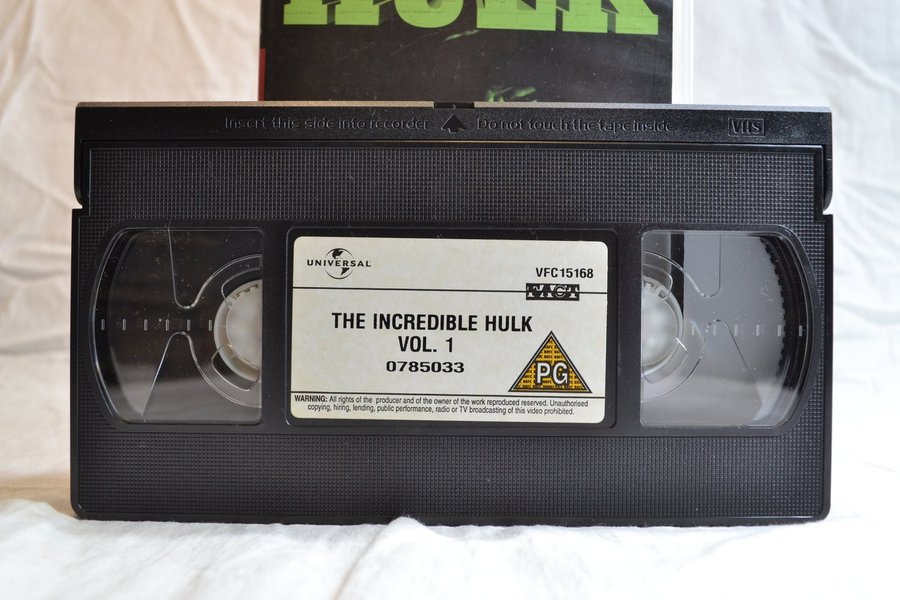 HULK
Insert this side into recorder Do not touch the tape inside VHS
UNIVERSAL
VFC15168
FACT
THE INCREDIBLE HULK
VOL. 1
0785033
PG
WARNING: All rights of the producer and of the owner of the work reproduced reserved. Unauthorised
copying, hiring, lending, public performance, radio or TV broadcasting of this video prohibited.